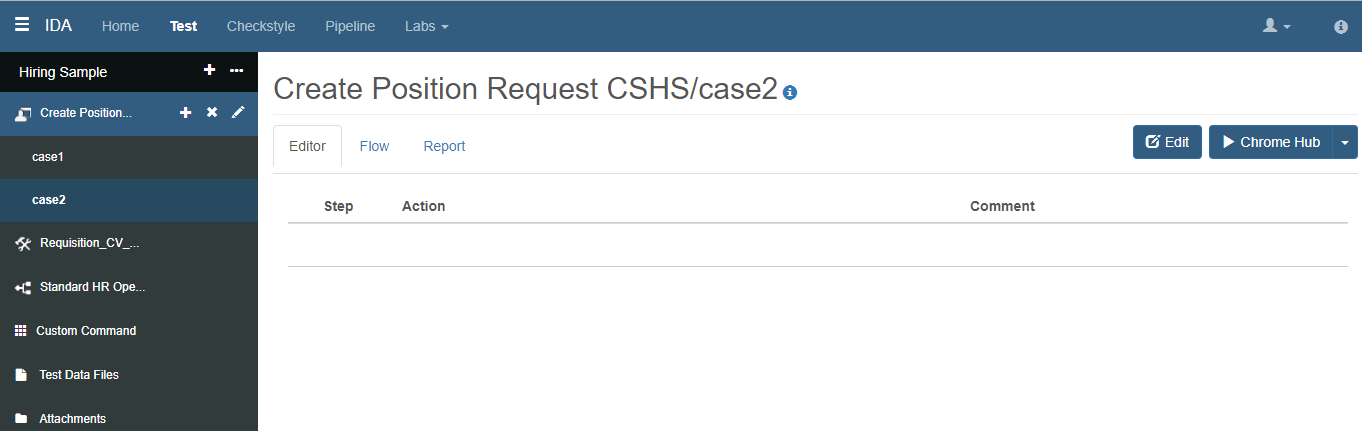 IDA Home Test Checkstyle Pipeline Labs
Hiring Sample
Create Position...
case1
case2
Requisition_CV_...
Standard HR Ope...
Custom Command
Test Data Files
Attachments
Create Position Request CSHS/case2
Editor Flow Report
Edit Chrome Hub
Step Action Comment